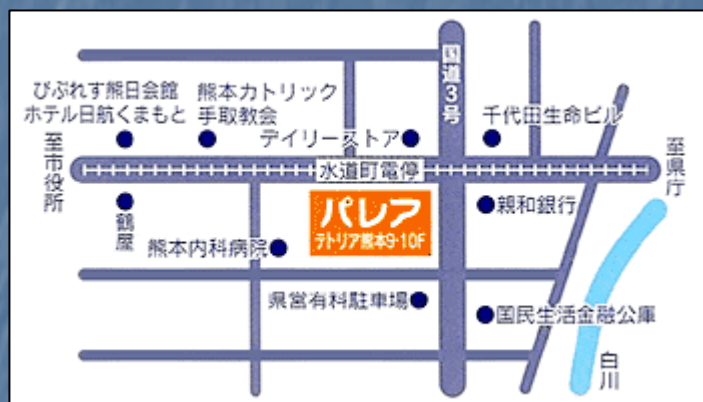 国道3号
びぷれす熊日会館
ホテル日航くまもと
熊本カトリック
手取教会
デイリーストア
千代田生命ビル
至市役所
水道町電停
至県庁
鶴屋
パレア
テトリア熊本9・10F
親和銀行
熊本内科病院
県営有料駐車場
国民生活金融公庫
白川